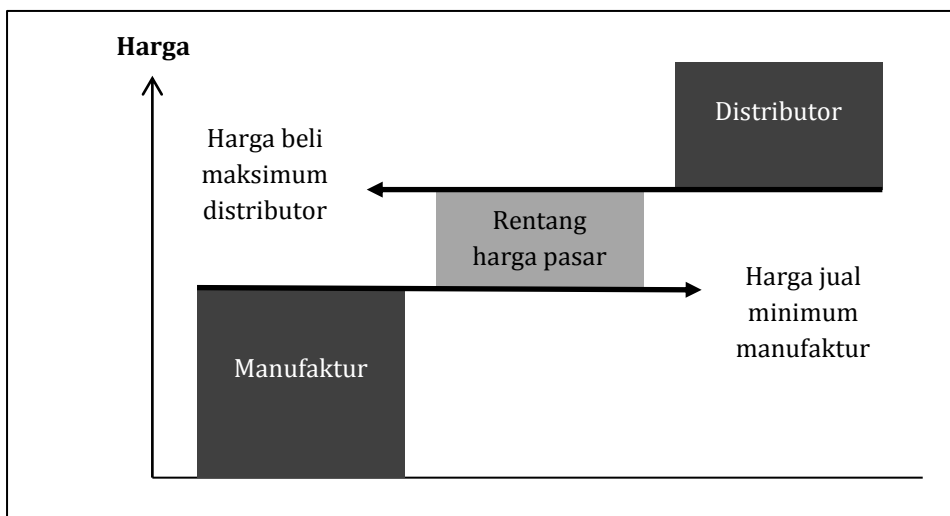 Harga
Distributor
Harga beli
maksimum
distributor
Rentang
harga pasar
Harga jual
minimum
manufaktur
Manufaktur